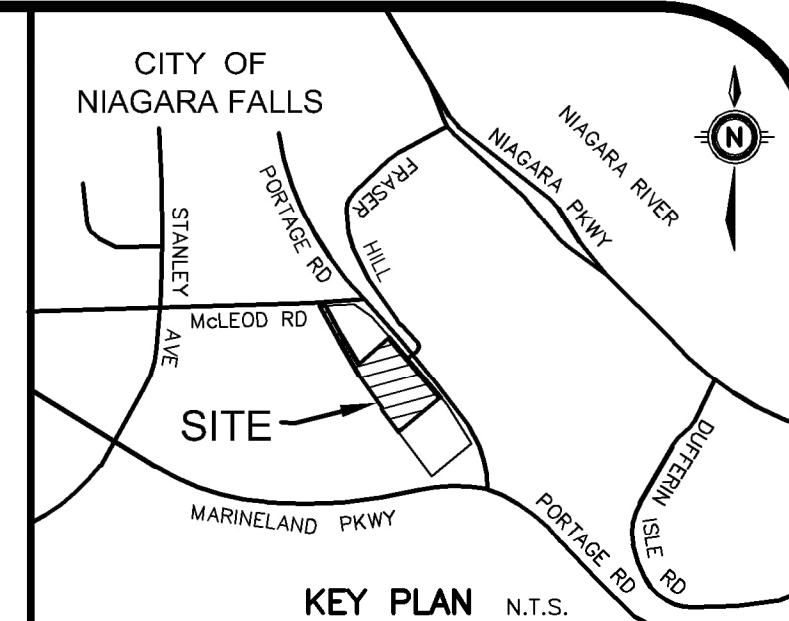 CITY OF
NIAGARA FALLS
N
NIAGARA RIVER
NIAGARA PKWY
FRASER
HILL
PORTAGE RD
STANLEY
AVE
McLEOD RD
SITE
DUFFERIN
ISLE RD
MARINELAND PKWY
PORTAGE RD
KEY PLAN N.T.S.